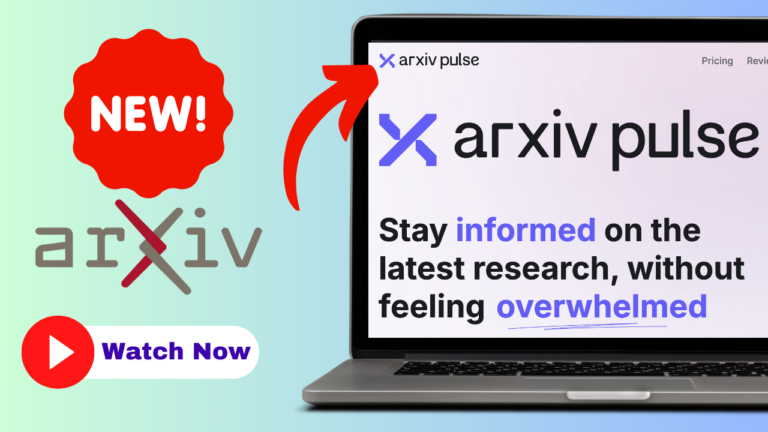 NEW!
arXiv
Watch Now
arxiv pulse
Pricing
arxiv pulse
Stay informed on the
latest research, without
feeling overwhelmed